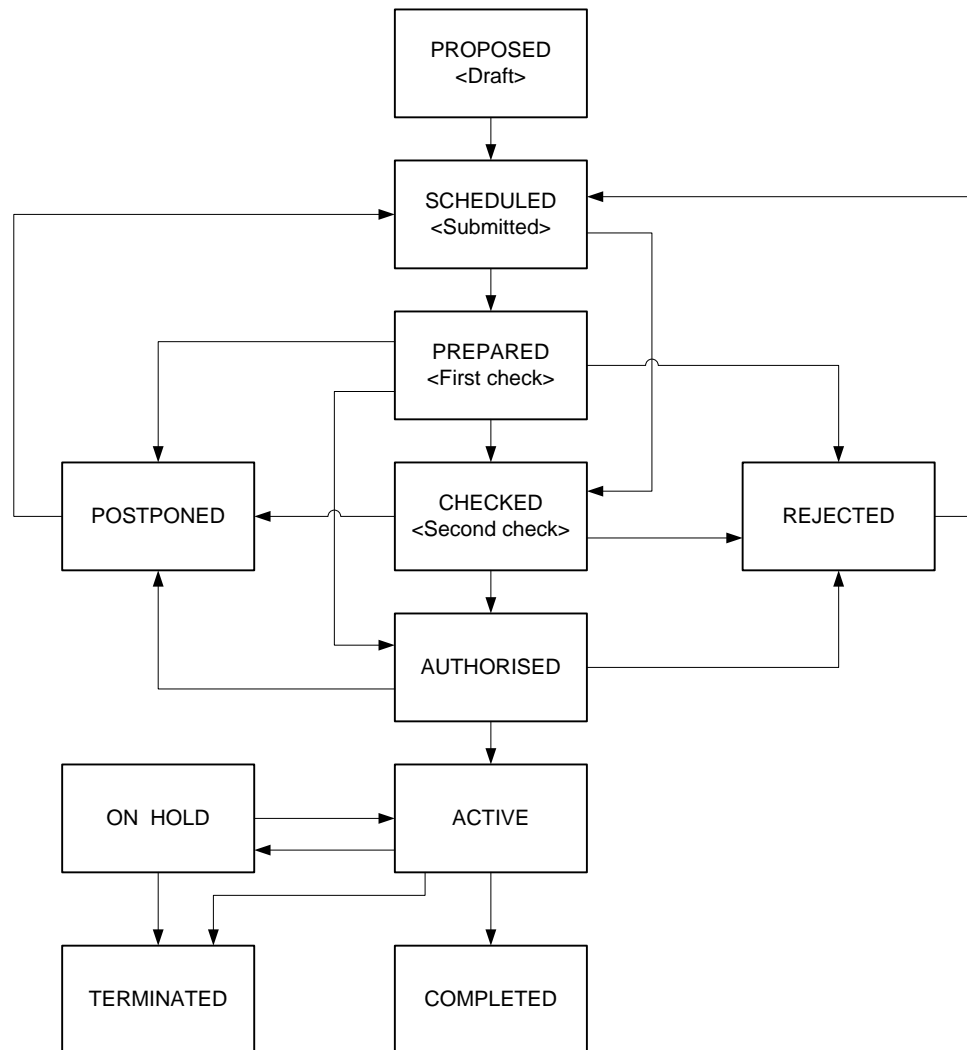 PROPOSED
<Draft>
SCHEDULED
<Submitted>
PREPARED
<First check>
POSTPONED
CHECKED
<Second check>
REJECTED
AUTHORISED
ON HOLD
ACTIVE
TERMINATED
COMPLETED